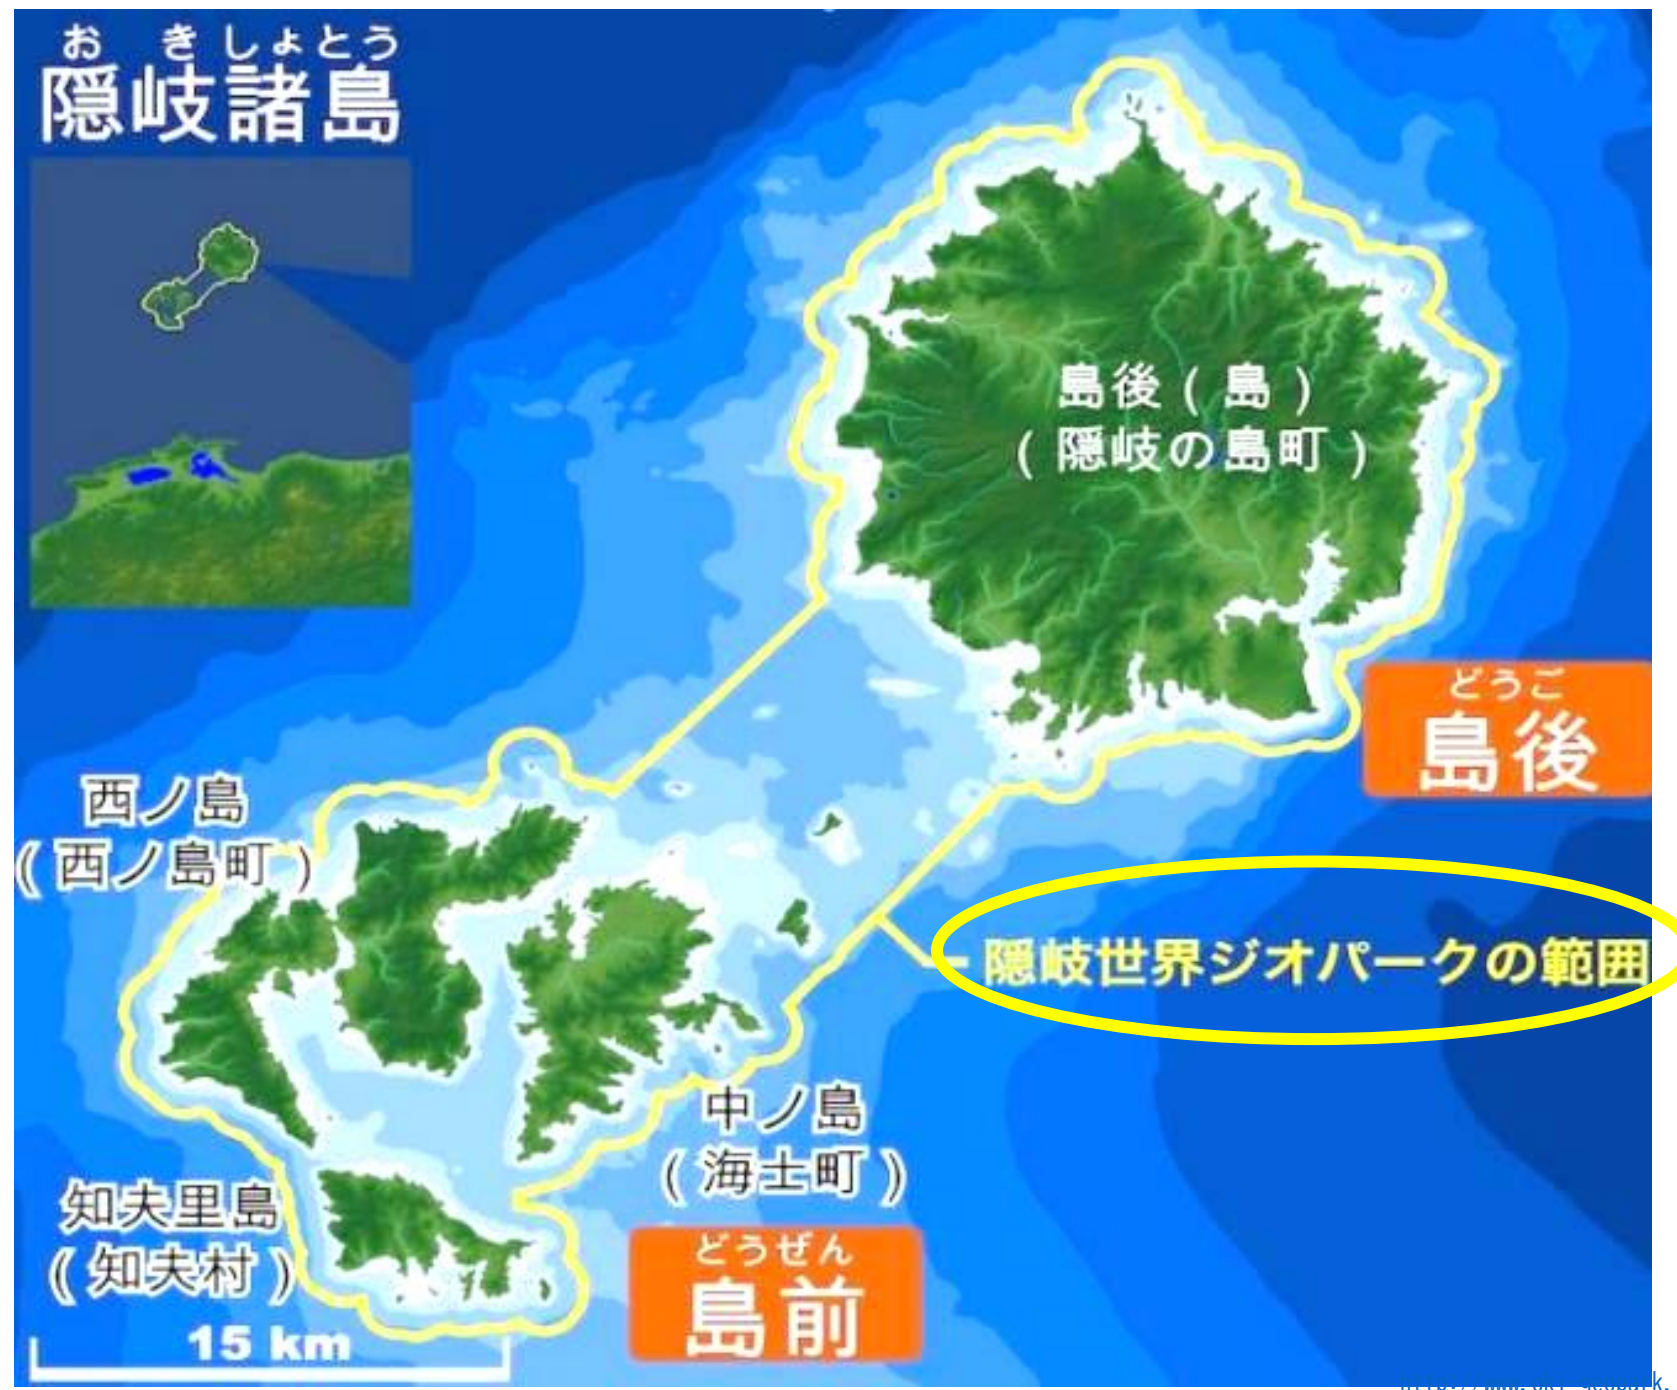 おきしょとう
隠岐諸島
島後（島）
（隠岐の島町）
どうご
島後
西ノ島
（西ノ島町）
隠岐世界ジオパークの範囲
中ノ島
（海士町）
知夫里島
（知夫村）
どうぜん
島前
15 km